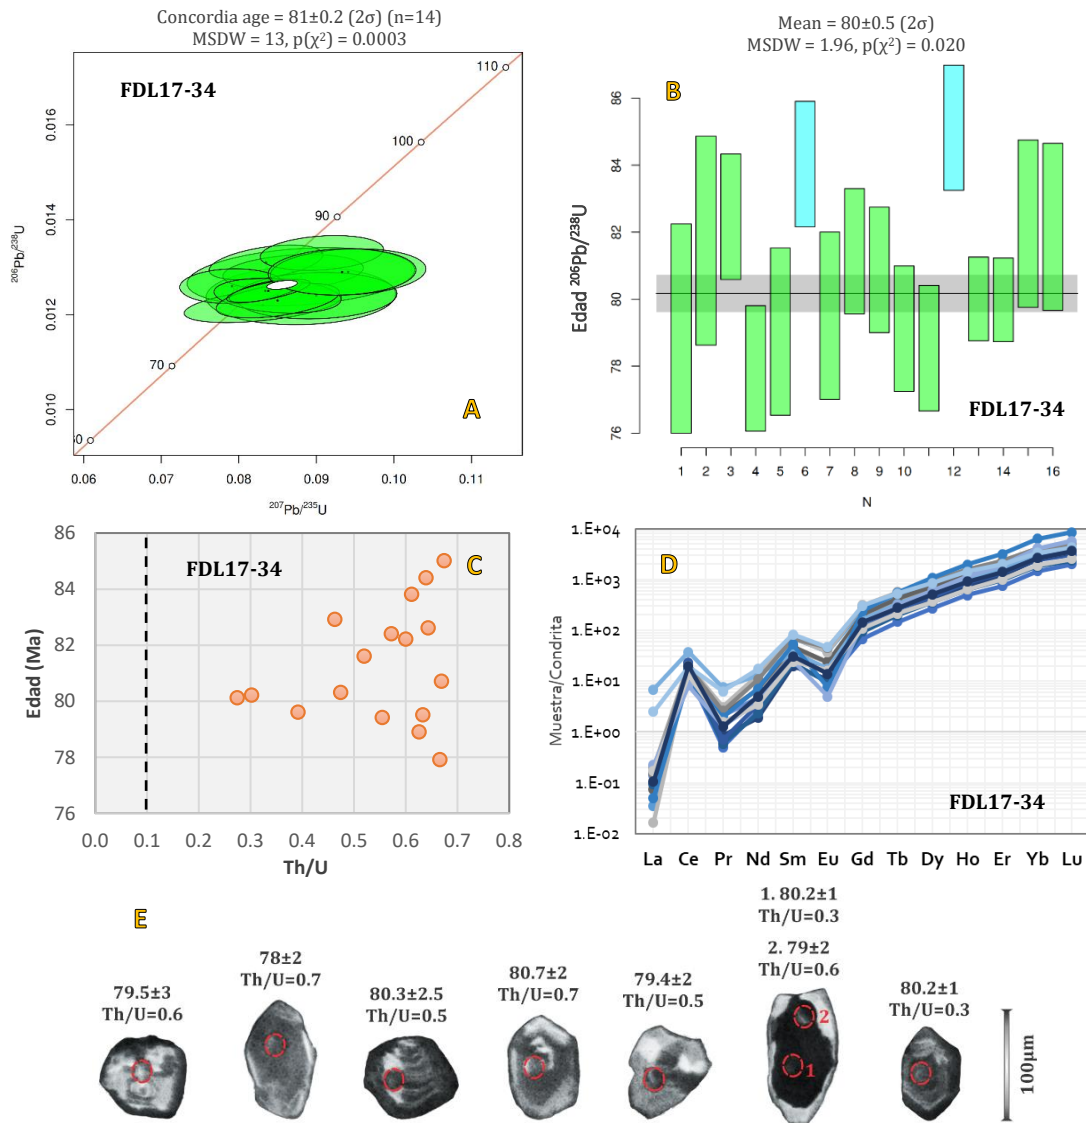 Concordia age = 81±0.2 (2σ) (n=14)
MSDW = 13, p(χ²) = 0.0003
FDL17-34
A
110
100
90
70
0.016
0.014
0.012
0.010
²⁰⁶Pb/²³⁸U
0.06
0.07
0.08
0.09
0.10
0.11
²⁰⁷Pb/²³⁵U
Mean = 80±0.5 (2σ)
MSDW = 1.96, p(χ²) = 0.020
B
Edad ²⁰⁶Pb/²³⁸U
86
84
82
80
78
76
FDL17-34
1 2 3 4 5 6 7 8 9 10 12 13 14 16
N
86
84
82
80
78
76
Edad (Ma)
FDL17-34
C
0.0 0.1 0.2 0.3 0.4 0.5 0.6 0.7 0.8
Th/U
D
1.E+04
1.E+03
1.E+02
1.E+01
1.E+00
1.E-01
1.E-02
Muestra/Condrita
FDL17-34
La Ce Pr Nd Sm Eu Gd Tb Dy Ho Er Yb Lu
E
79.5±3
Th/U=0.6
78±2
Th/U=0.7
80.3±2.5
Th/U=0.5
80.7±2
Th/U=0.7
79.4±2
Th/U=0.5
1. 80.2±1
Th/U=0.3
2. 79±2
Th/U=0.6
2
1
80.2±1
Th/U=0.3
100µm